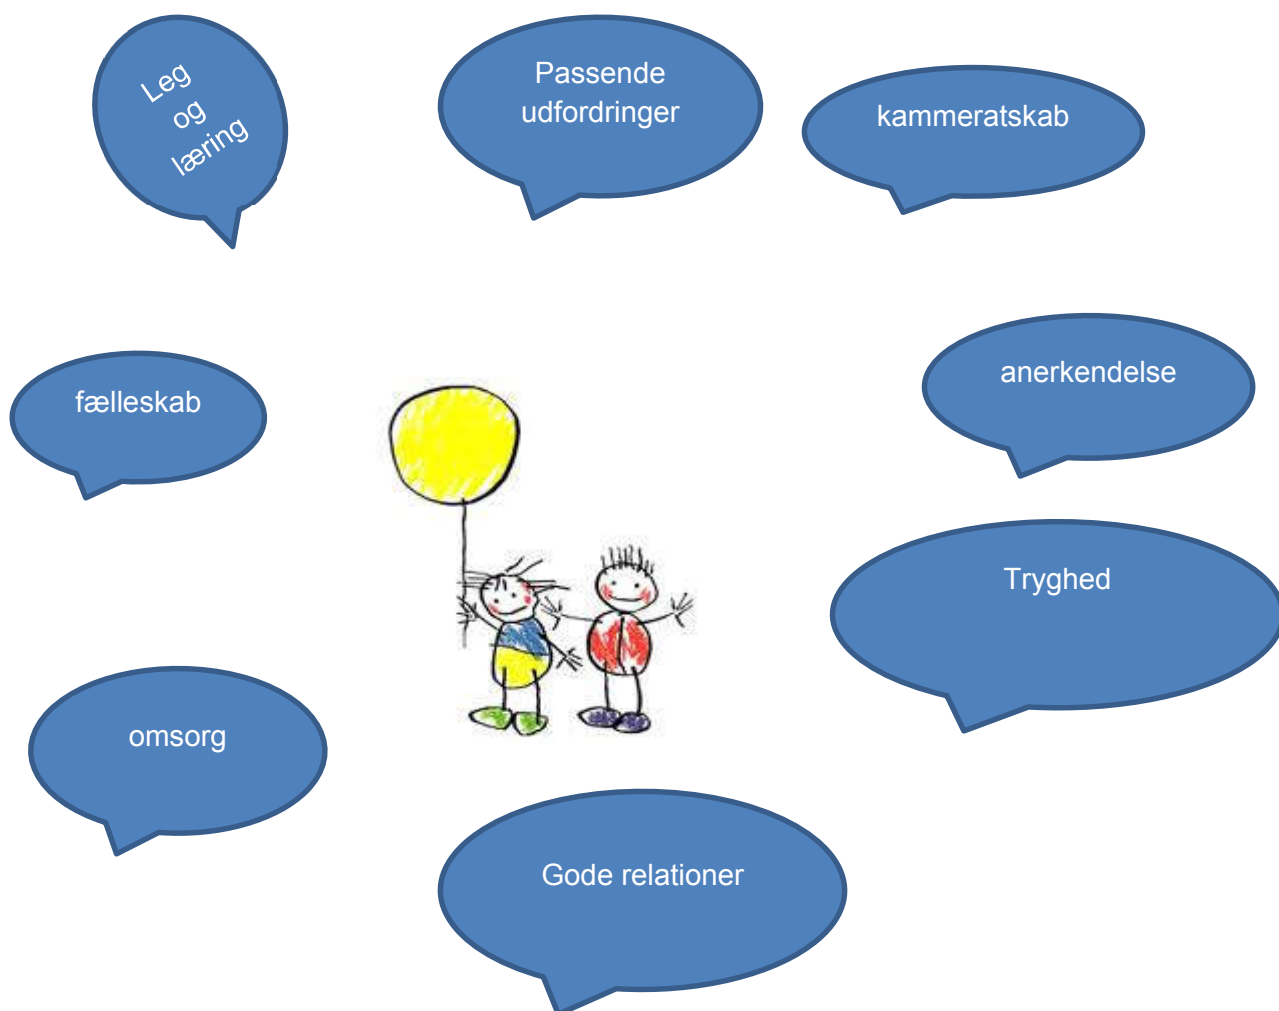 Leg
og
læring
Passende
udfordringer
kammeratskab
anerkendelse
fælleskab
Tryghed
omsorg
Gode relationer